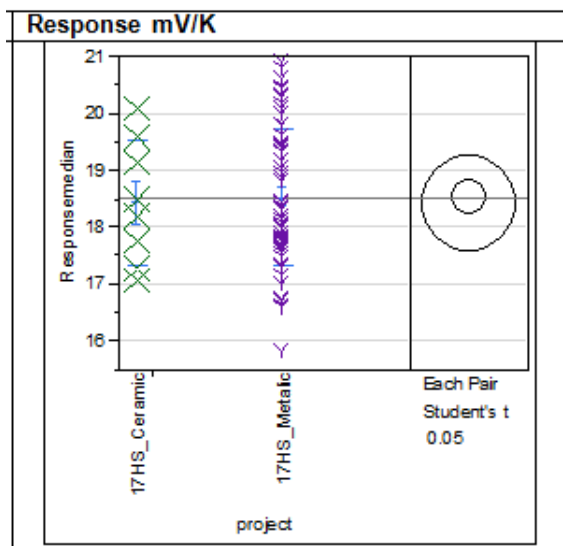 Response mV/K
21
20
19
18
17
16
Responsemedian
17HS_Ceramic
17HS_Metalic
project
Each Pair
Student's t
0.05